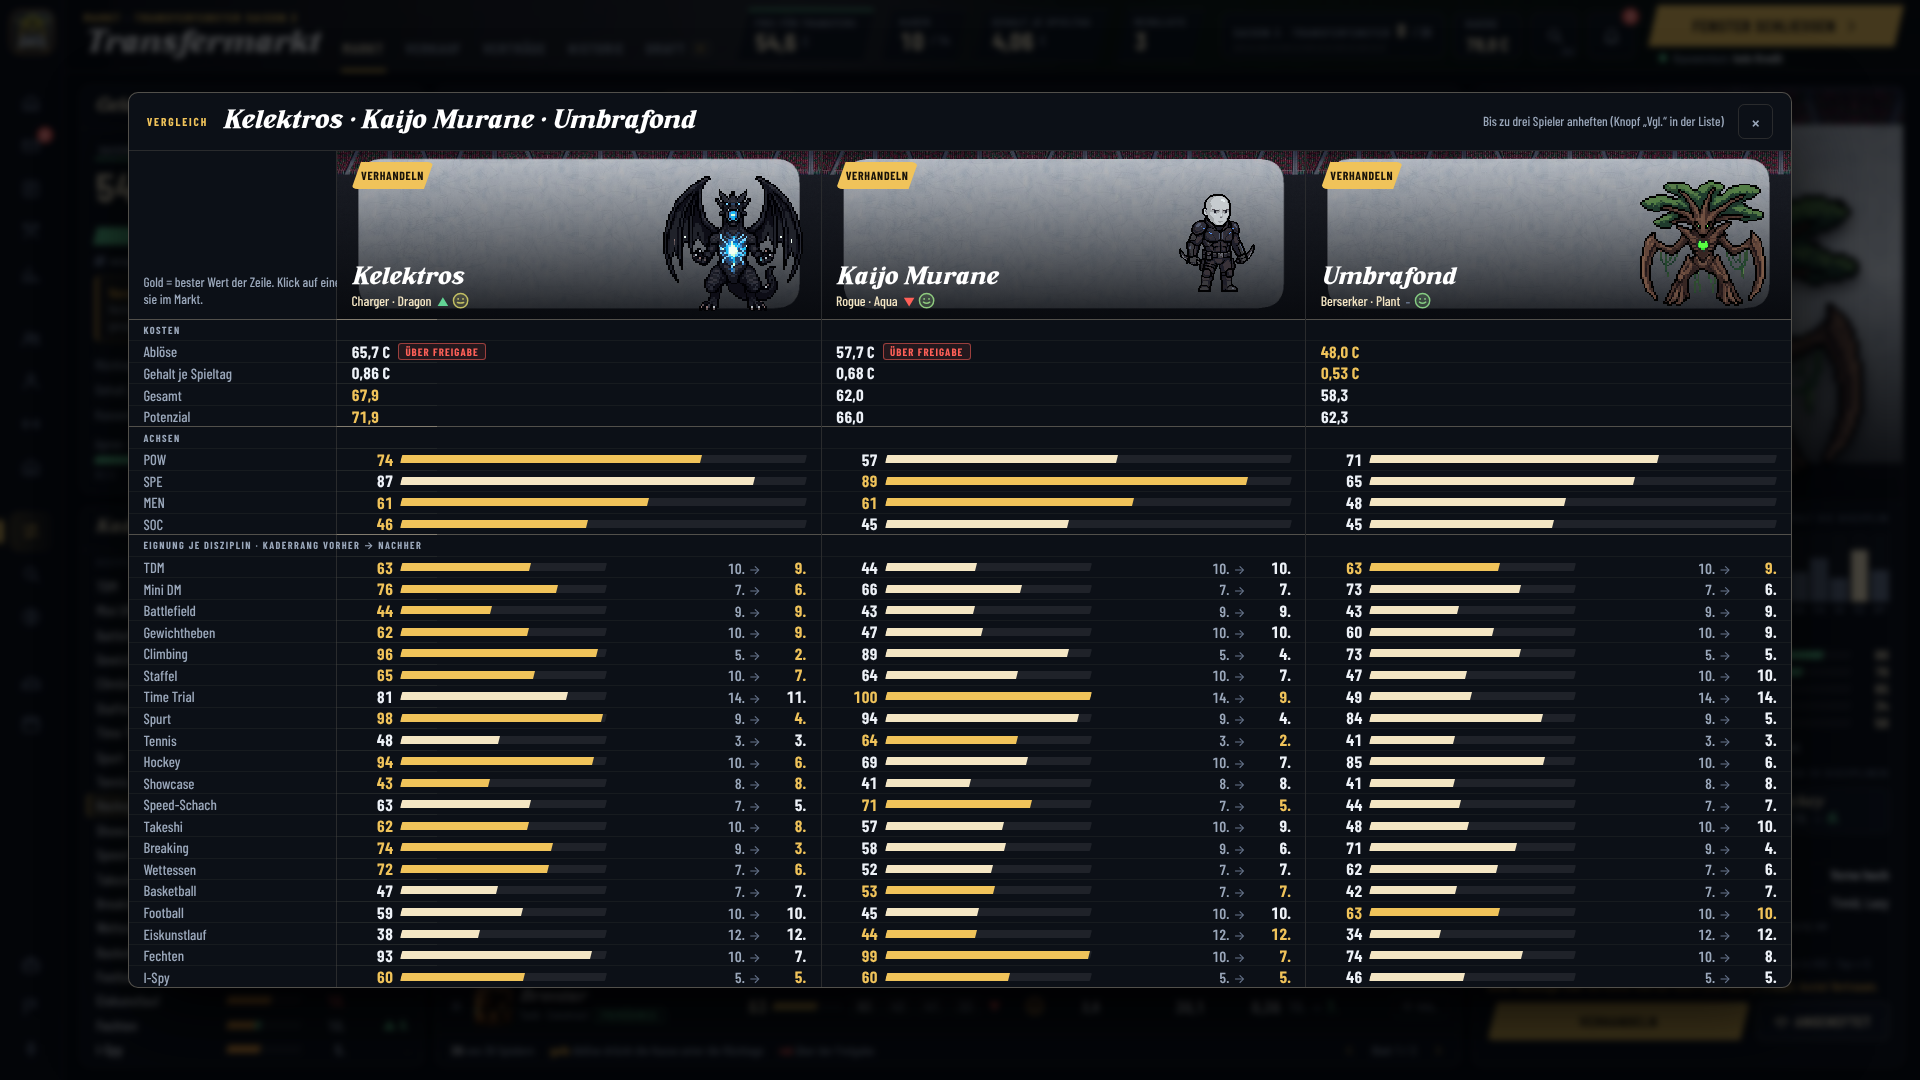 Transfermarkt
VERGLEICH
Kelektros · Kaijo Murane · Umbrafond
Bis zu drei Spieler anheften (Knopf „Vgl.“ in der Liste)
×
Gold = bester Wert der Zeile. Klick auf eine
sie im Markt.
VERHANDELN
Kelektros
Charger · Dragon
VERHANDELN
Kaijo Murane
Rogue · Aqua
VERHANDELN
Umbrafond
Berserker · Plant -
KOSTEN
Ablöse 65,7 C ÜBER FREIGABE 57,7 C ÜBER FREIGABE 48,0 C
Gehalt je Spieltag 0,86 C 0,68 C 0,53 C
Gesamt 67,9 62,0 58,3
Potenzial 71,9 66,0 62,3
ACHSEN
POW 74 57 71
SPE 87 89 65
MEN 61 61 48
SOC 46 45 45
EIGNUNG JE DISZIPLIN · KADERRANG VORHER → NACHHER
TDM 63 10. → 9. 44 10. → 10. 63 10. → 9.
Mini DM 76 7. → 6. 66 7. → 7. 73 7. → 6.
Battlefield 44 9. → 9. 43 9. → 9. 43 9. → 9.
Gewichtheben 62 10. → 9. 47 10. → 10. 60 10. → 9.
Climbing 96 5. → 2. 89 5. → 4. 73 5. → 5.
Staffel 65 10. → 7. 64 10. → 7. 47 10. → 10.
Time Trial 81 14. → 11. 100 14. → 9. 49 14. → 14.
Spurt 98 9. → 4. 94 9. → 4. 84 9. → 5.
Tennis 48 3. → 3. 64 3. → 2. 41 3. → 3.
Hockey 94 10. → 6. 69 10. → 7. 85 10. → 6.
Showcase 43 8. → 8. 41 8. → 8. 41 8. → 8.
Speed-Schach 63 7. → 5. 71 7. → 5. 44 7. → 7.
Takeshi 62 10. → 8. 57 10. → 9. 48 10. → 10.
Breaking 74 9. → 3. 58 9. → 6. 71 9. → 4.
Wettessen 72 7. → 6. 52 7. → 7. 62 7. → 6.
Basketball 47 7. → 7. 53 7. → 7. 42 7. → 7.
Football 59 10. → 10. 45 10. → 10. 63 10. → 10.
Eiskunstlauf 38 12. → 12. 44 12. → 12. 34 12. → 12.
Fechten 93 10. → 7. 99 10. → 7. 74 10. → 8.
I-Spy 60 5. → 5. 60 5. → 5. 46 5. → 5.